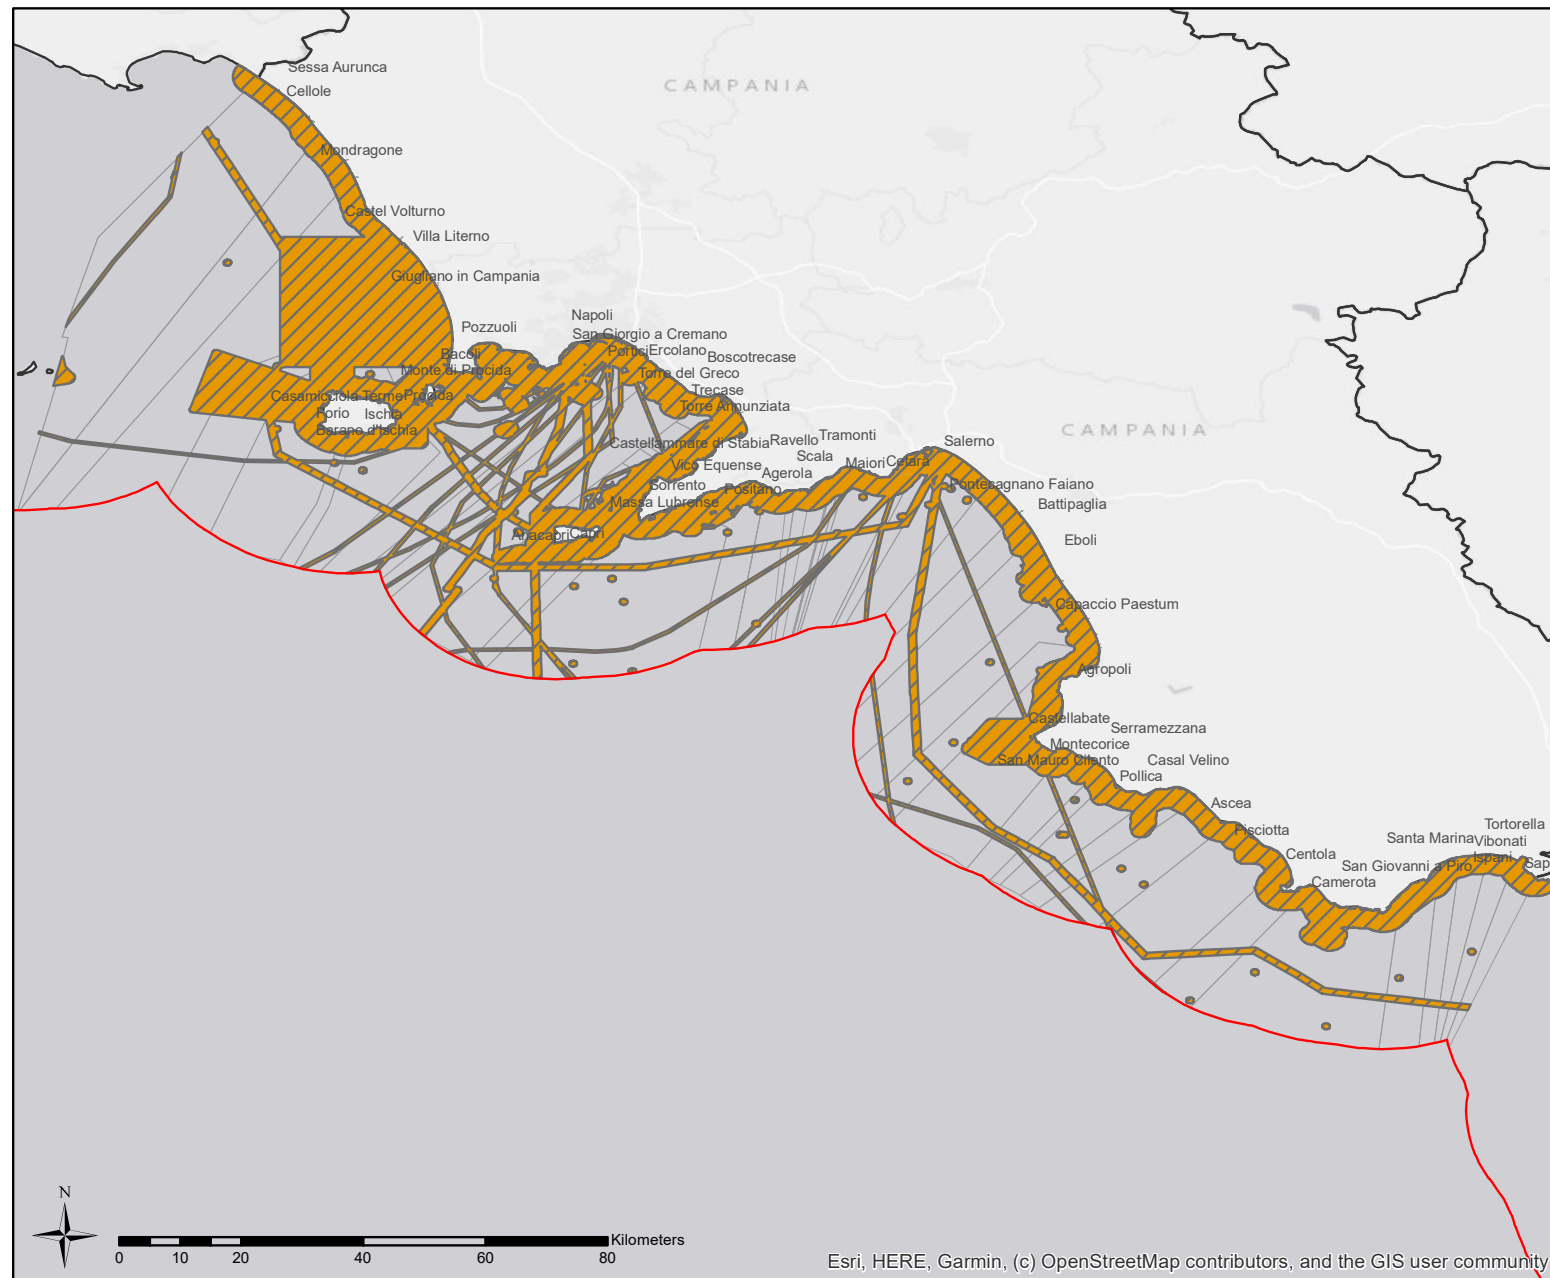 Sessa Aurunca
CAMPANIA
Cellole
Mondragone
Castel Volturno
Villa Literno
Giugliano in Campania
Napoli
Pozzuoli
San Giorgio a Cremano
Portici
Ercolano
Bacoli
Boscotrecase
Monte di Procida
Torre del Greco
Trecase
Casamicciola Terme
Procida
Torre Annunziata
Forio
Ischia
Barano d'Ischia
CAMPANIA
Castellammare di Stabia
Ravello
Tramonti
Salerno
Scala
Vico Equense
Maiori
Cetara
Agerola
Sorrento
Positano
Pontecagnano Faiano
Massa Lubrense
Battipaglia
Anacapri
Capri
Eboli
Capaccio Paestum
Agropoli
Castellabate
Serramezzana
Montecorice
San Mauro Cilento
Casal Velino
Pollica
Ascea
Pisciotta
Tortorella
Santa Marina
Vibonati
Centola
Ispani
San Giovanni a Piro
Sap
Camerota
N
Kilometers
0 10 20 40 60 80
Esri, HERE, Garmin, (c) OpenStreetMap contributors, and the GIS user community